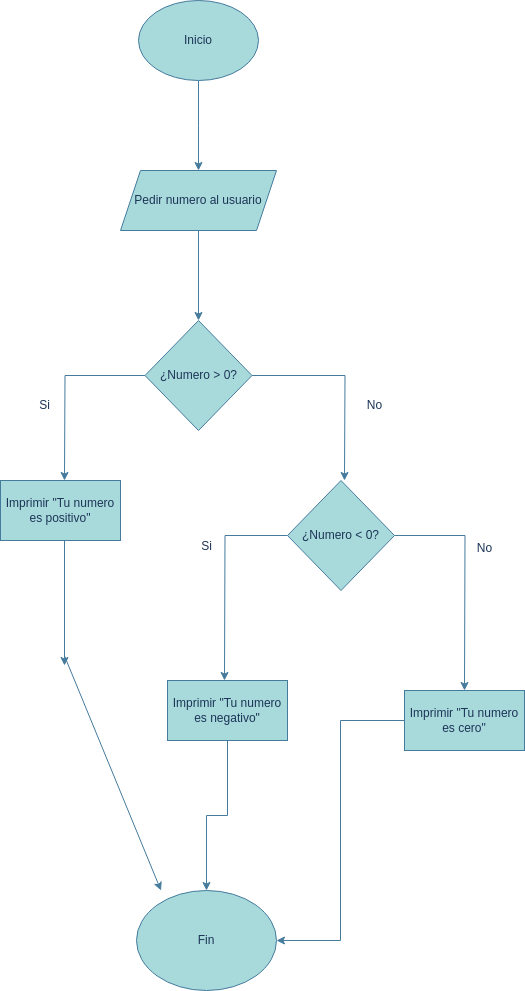 Inicio
Pedir numero al usuario
¿Numero > 0?
Si
No
Imprimir "Tu numero
es positivo"
¿Numero < 0?
Si
No
Imprimir "Tu numero
es negativo"
Imprimir "Tu numero
es cero"
Fin